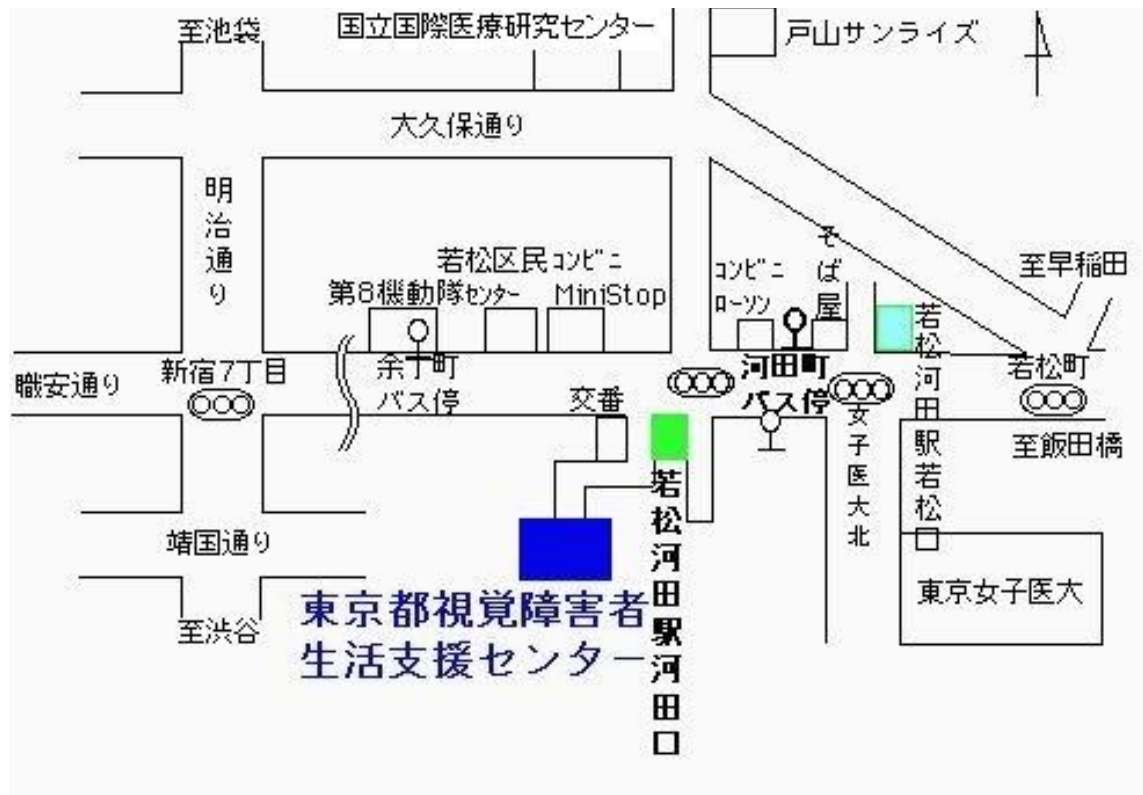 至池袋
国立国際医療研究センター
戸山サンライズ
大久保通り
明治通り
そば屋
若松区民
コンビニ
第8機動隊
センター
MiniStop
コンビニ
ローソン
至早稲田
若松河田駅若松口
職安通り
新宿7丁目
余丁町
バス停
交番
河田町
バス停
若松町
女子医大北
至飯田橋
若松河田駅河田口
靖国通り
東京女子医大
至渋谷
東京都視覚障害者
生活支援センター